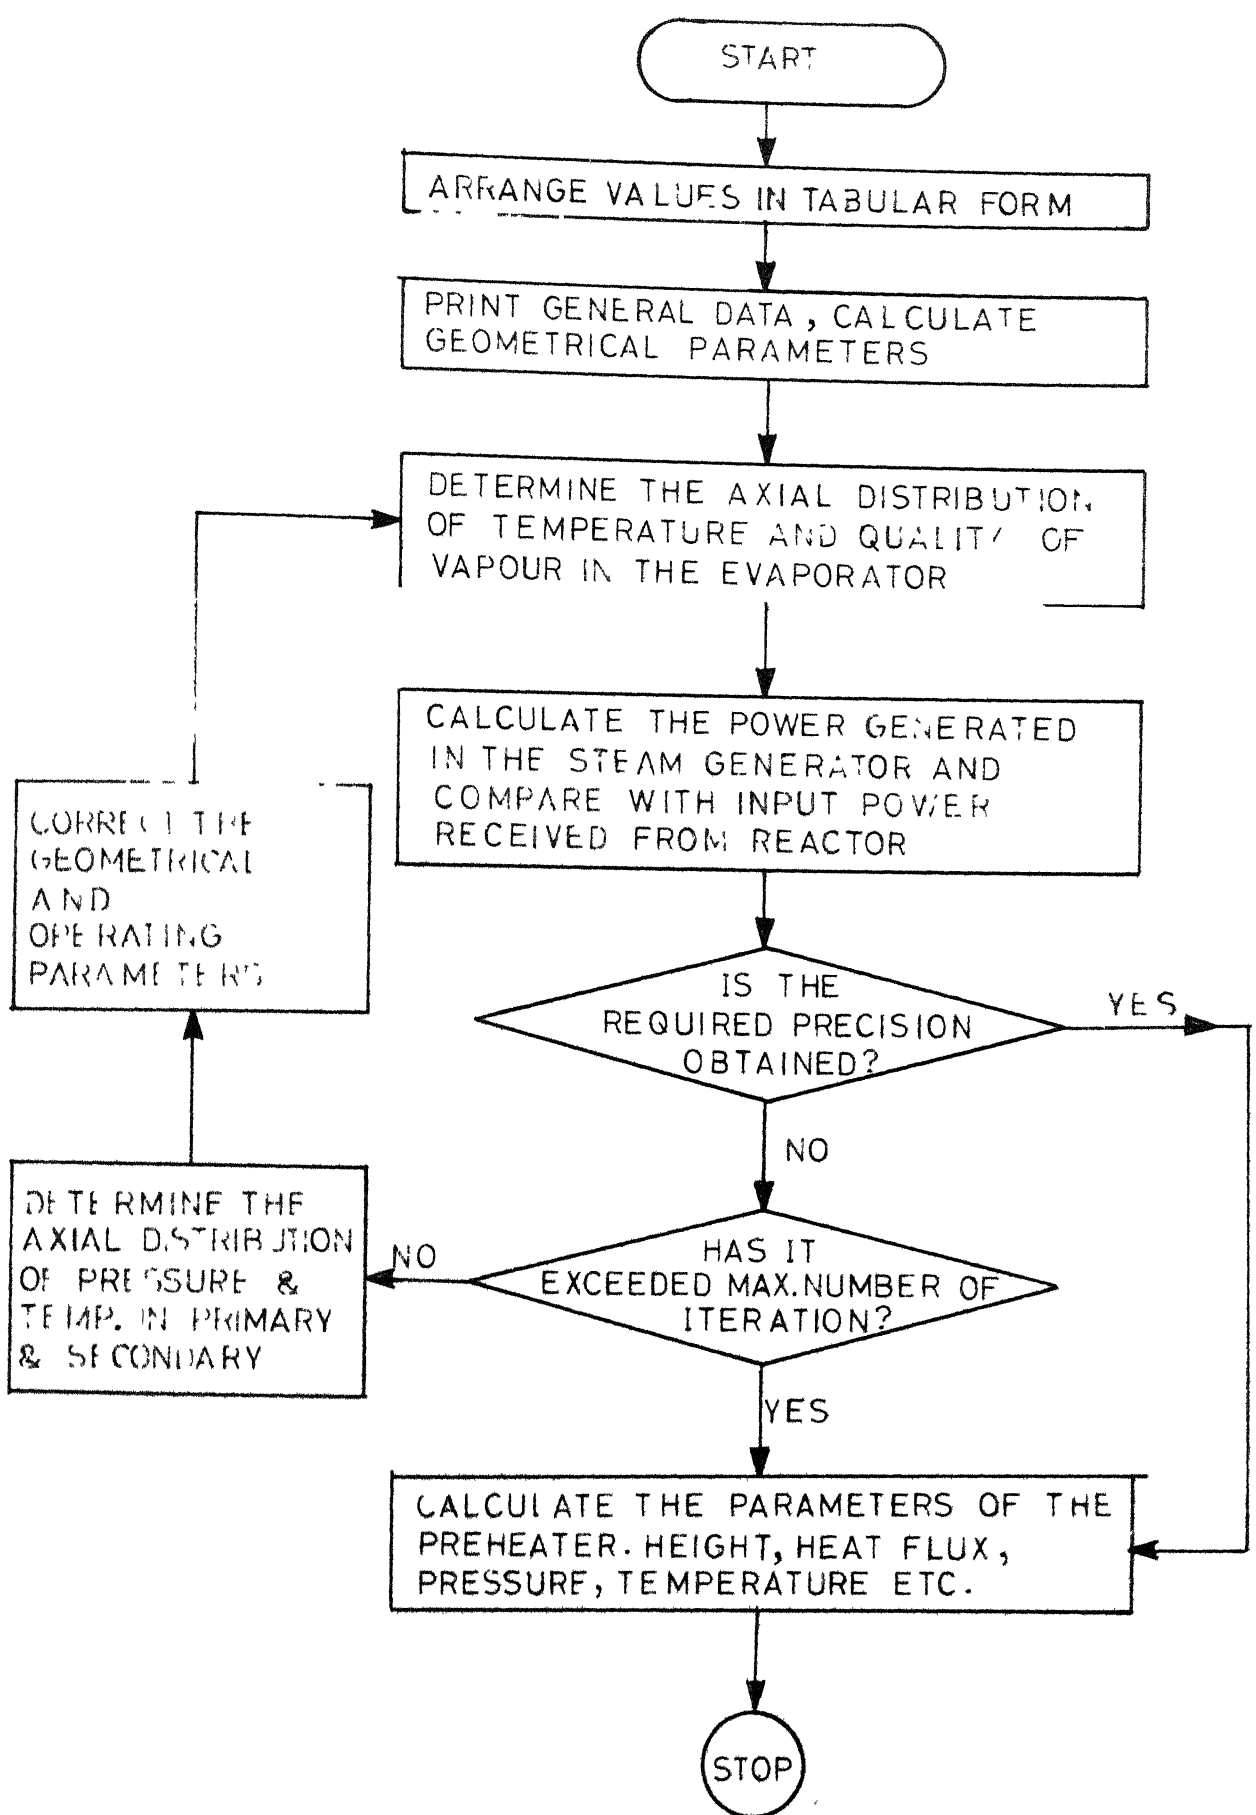 START
ARRANGE VALUES IN TABULAR FORM
PRINT GENERAL DATA, CALCULATE
GEOMETRICAL PARAMETERS
DETERMINE THE AXIAL DISTRIBUTION
OF TEMPERATURE AND QUALITY OF
VAPOUR IN THE EVAPORATOR
CALCULATE THE POWER GENERATED
IN THE STEAM GENERATOR AND
COMPARE WITH INPUT POWER
RECEIVED FROM REACTOR
CORRECT THE
GEOMETRICAL
AND
OPERATING
PARAMETERS
IS THE
REQUIRED PRECISION
OBTAINED?
YES
NO
DETERMINE THE
AXIAL DISTRIBUTION
OF PRESSURE &
TEMP. IN PRIMARY
& SECONDARY
NO
HAS IT
EXCEEDED MAX.NUMBER OF
ITERATION?
YES
CALCULATE THE PARAMETERS OF THE
PREHEATER. HEIGHT, HEAT FLUX,
PRESSURE, TEMPERATURE ETC.
STOP